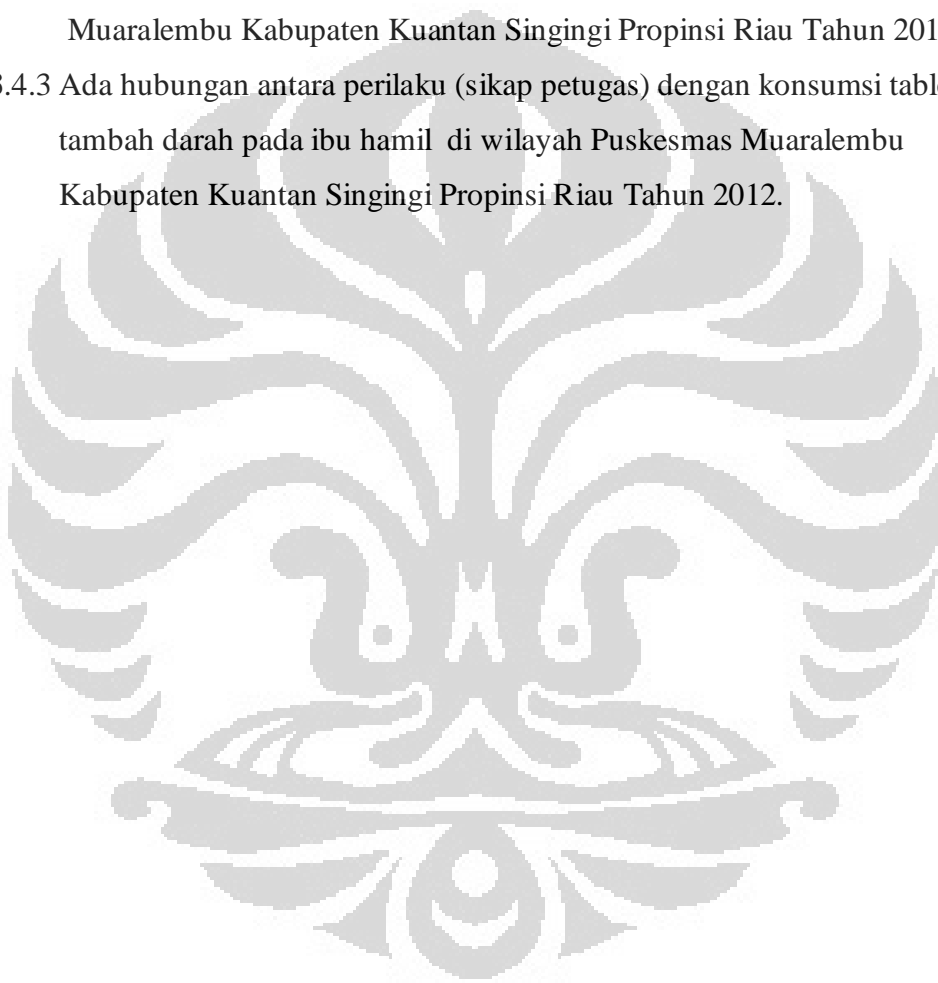 Muaralembu Kabupaten Kuantan Singingi Propinsi Riau Tahun 201
3.4.3 Ada hubungan antara perilaku (sikap petugas) dengan konsumsi table
tambah darah pada ibu hamil di wilayah Puskesmas Muaralembu
Kabupaten Kuantan Singingi Propinsi Riau Tahun 2012.